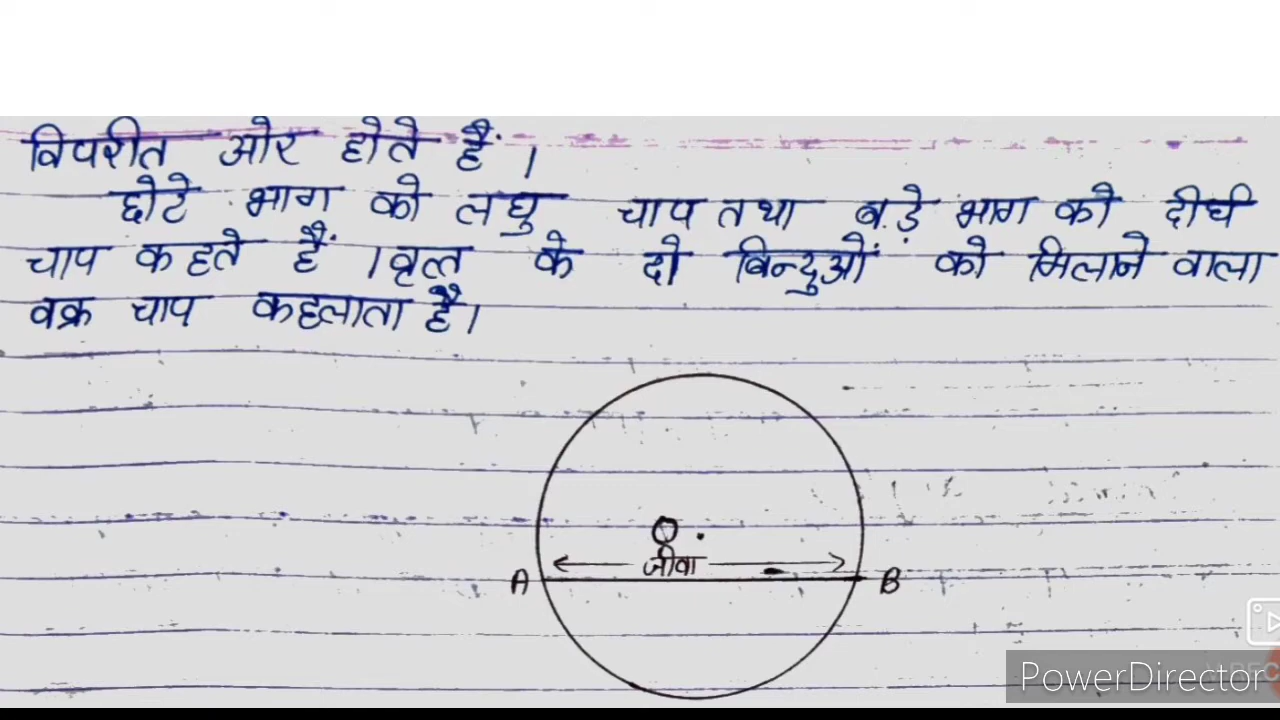 विपरीत ओर होते हैं।
छोटे भाग को लघु चाप तथा बड़े भाग को दीर्घ
चाप कहते हैं । वृत्त के दो बिन्दुओं को मिलाने वाला
वक्र चाप कहलाता है।
O
जीवा
A B
PowerDirector